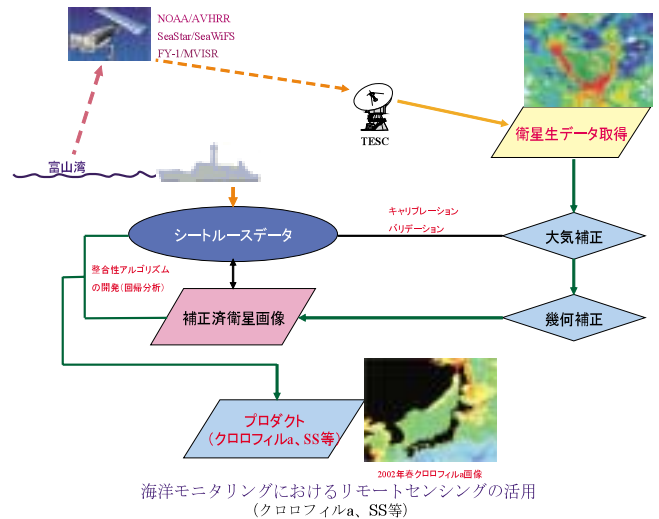 NOAA/AVHRR
SeaStar/SeaWiFS
FY-1/MVISR
TESC
衛星生データ取得
富山湾
キャリブレーション
バリデーション
シートルースデータ
大気補正
整合性アルゴリズム
の開発(回帰分析)
補正済衛星画像
幾何補正
プロダクト
(クロロフィルa、SS等)
2002年春クロロフィルa画像
海洋モニタリングにおけるリモートセンシングの活用
(クロロフィルa、SS等)